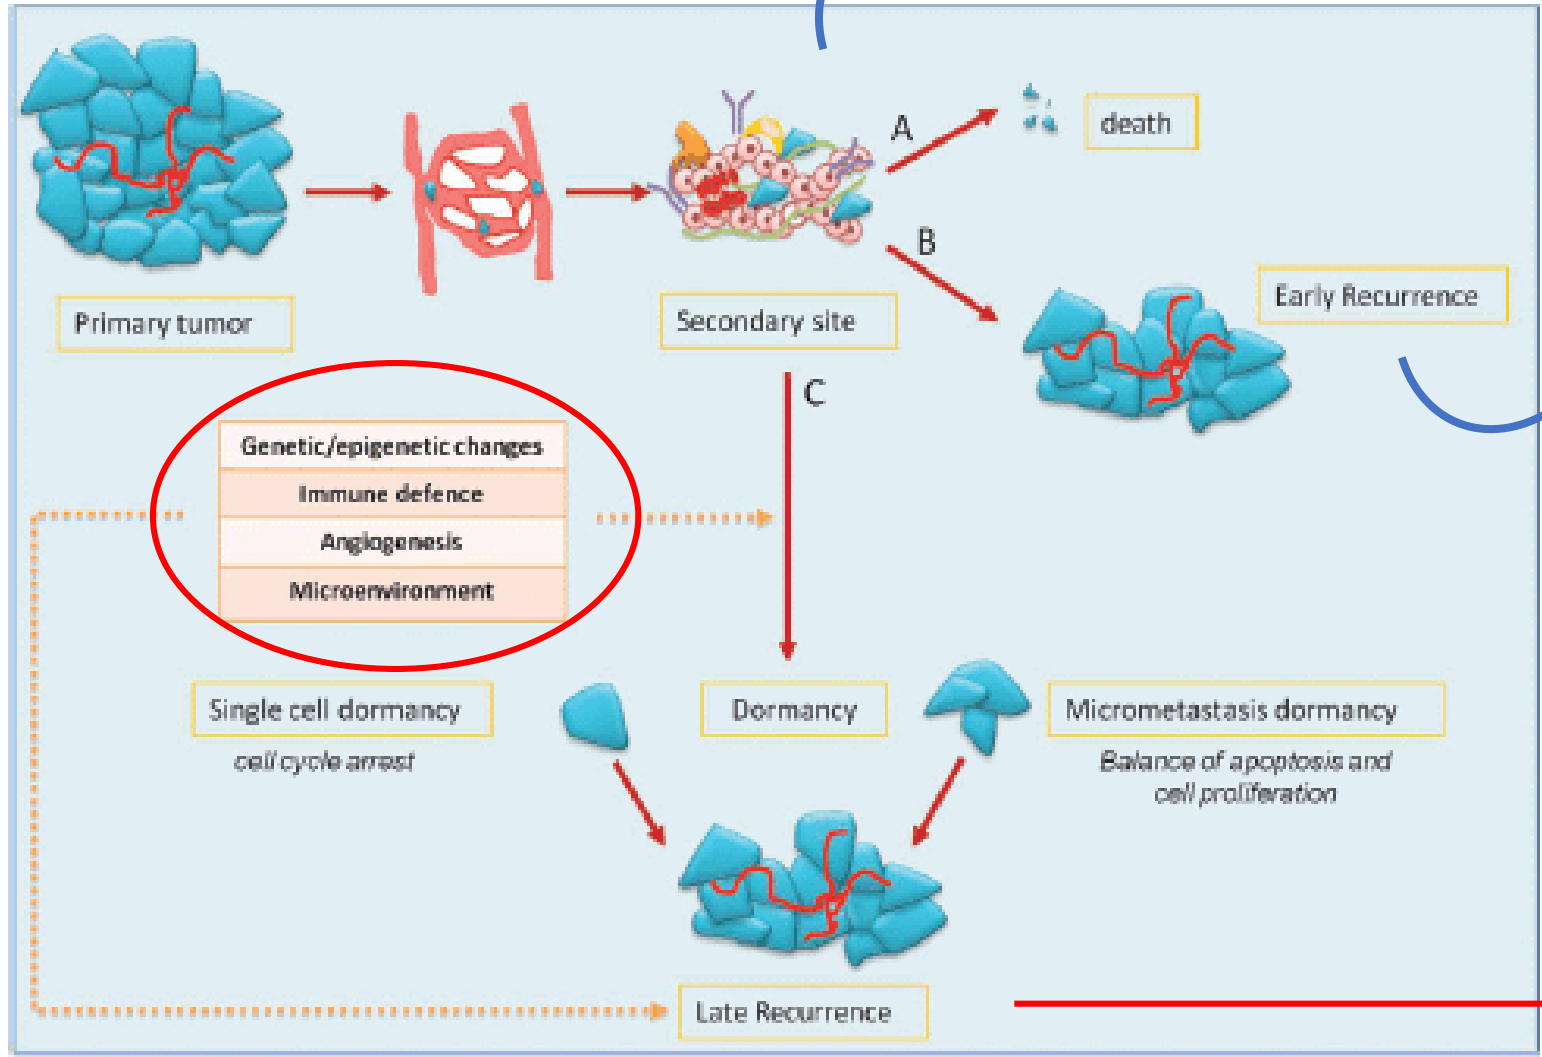 A
death
B
Early Recurrence
Primary tumor
Secondary site
C
Genetic/epigenetic changes
Immune defence
Angiogenesis
Microenvironment
Single cell dormancy
cell cycle arrest
Dormancy
Micrometastasis dormancy
Balance of apoptosis and
cell proliferation
Late Recurrence